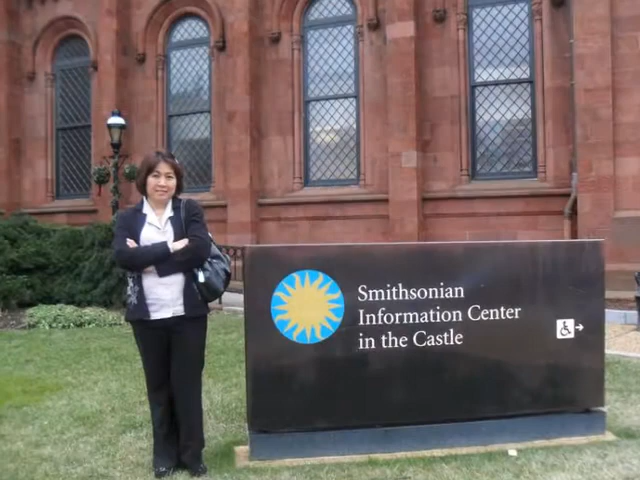 Smithsonian
Information Center
in the Castle